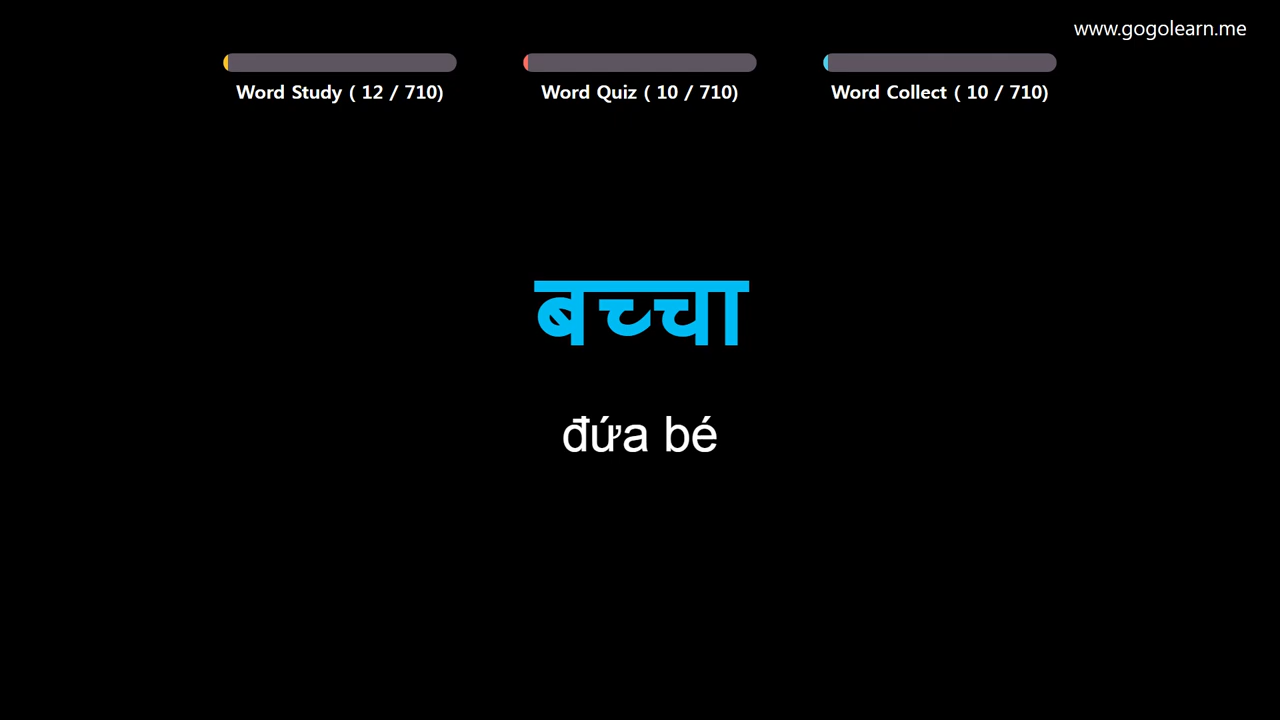 www.gogolearn.me
Word Study ( 12 / 710)
Word Quiz ( 10 / 710)
Word Collect ( 10 / 710)
बच्चा
đứa bé